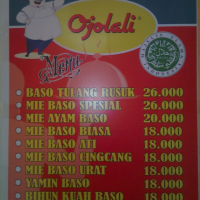 Ojolali®
Menu
• BASO TULANG RUSUK 26.000
• MIE BASO SPESIAL 26.000
• MIE AYAM BASO 20.000
• MIE BASO BIASA 18.000
• MIE BASO ATI 18.000
• MIE BASO CINGCANG 18.000
• MIE BASO URAT 18.000
• YAMIN BASO 18.000
• BIHUN KUAH BASO 18.000